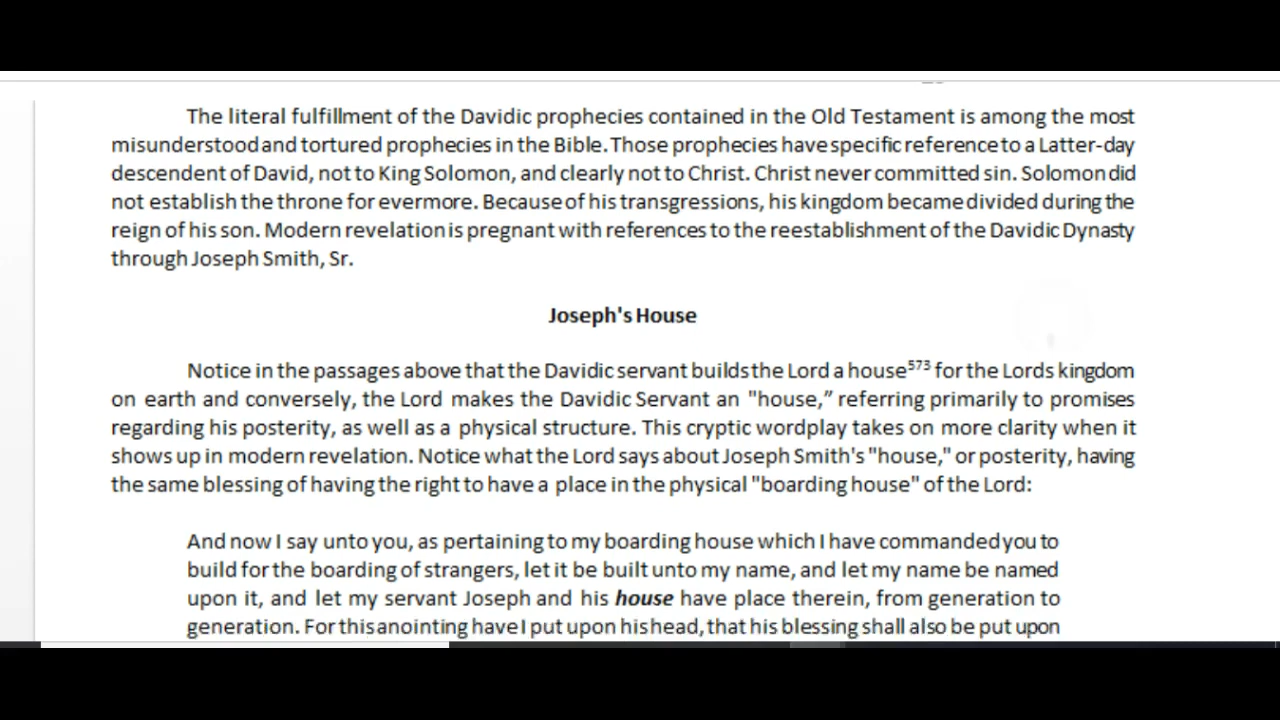 The literal fulfillment of the Davidic prophecies contained in the Old Testament is among the most
misunderstood and tortured prophecies in the Bible. Those prophecies have specific reference to a Latter-day
descendent of David, not to King Solomon, and clearly not to Christ. Christ never committed sin. Solomon did
not establish the throne for evermore. Because of his transgressions, his kingdom became divided during the
reign of his son. Modern revelation is pregnant with references to the reestablishment of the Davidic Dynasty
through Joseph Smith, Sr.
Joseph's House
Notice in the passages above that the Davidic servant builds the Lord a house573 for the Lords kingdom
on earth and conversely, the Lord makes the Davidic Servant an "house,” referring primarily to promises
regarding his posterity, as well as a physical structure. This cryptic wordplay takes on more clarity when it
shows up in modern revelation. Notice what the Lord says about Joseph Smith's "house," or posterity, having
the same blessing of having the right to have a place in the physical "boarding house" of the Lord:
And now I say unto you, as pertaining to my boarding house which I have commanded you to
build for the boarding of strangers, let it be built unto my name, and let my name be named
upon it, and let my servant Joseph and his house have place therein, from generation to
generation. For this anointing have I put upon his head, that his blessing shall also be put upon